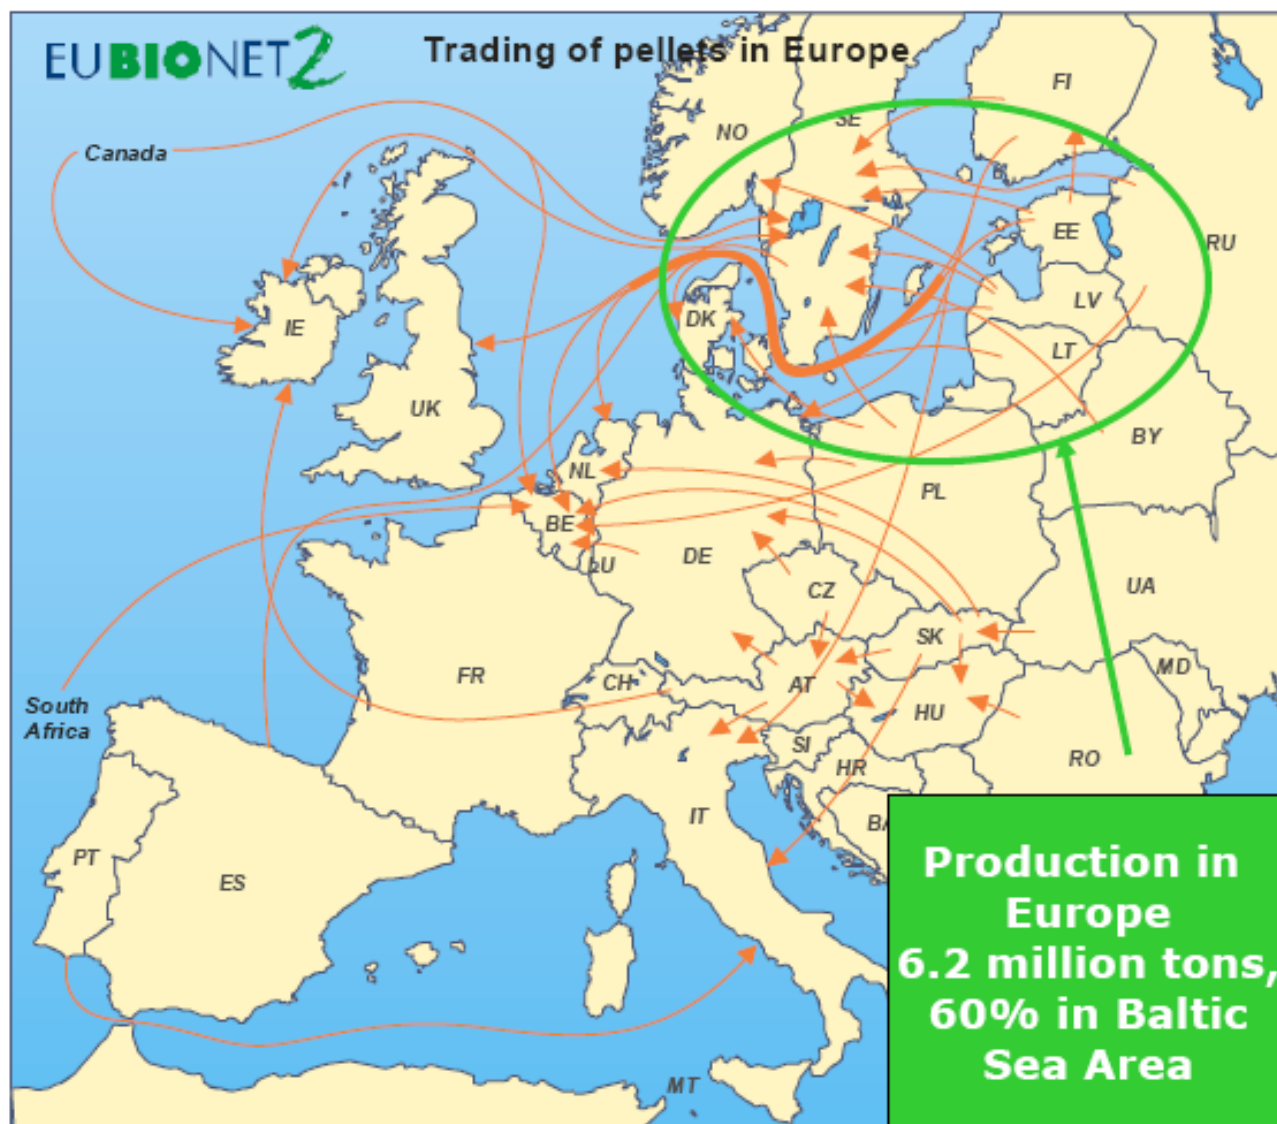 EUBIONET2
Trading of pellets in Europe
FI
SE
NO
Canada
RU
EE
LV
IE
DK
LT
UK
BY
NL
PL
BE
DE
LU
UA
CZ
SK
MD
FR
CH
AT
South
Africa
HU
SI
RO
HR
IT
PT
ES
MT
Production in
Europe
6.2 million tons,
60% in Baltic
Sea Area